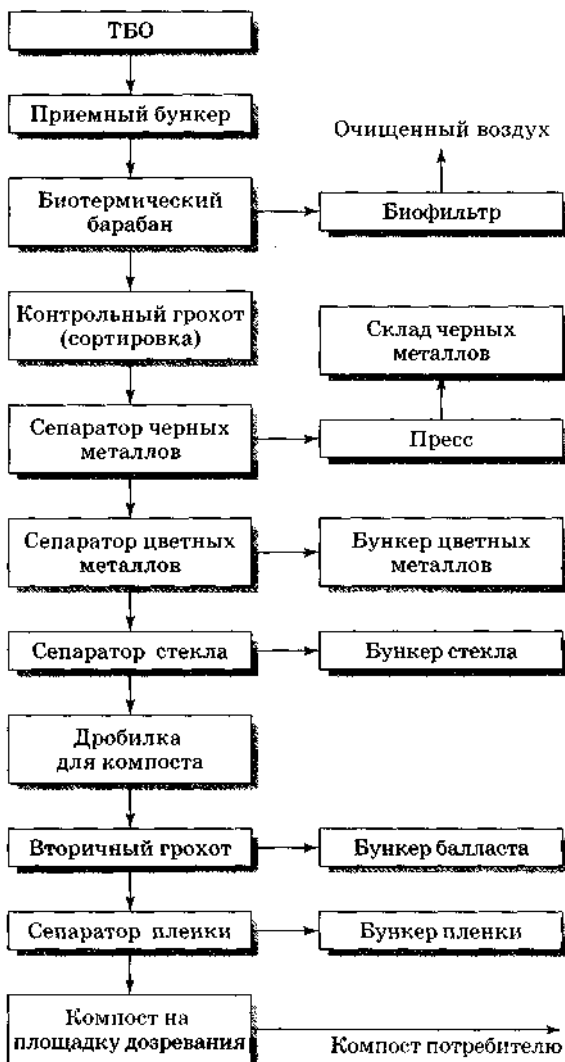 ТБО
Приемный бункер
Очищенный воздух
Биотермический
барабан
Биофильтр
Контрольный грохот
(сортировка)
Склад черных
металлов
Сепаратор черных
металлов
Пресс
Сепаратор цветных
металлов
Бункер цветных
металлов
Сепаратор стекла
Бункер стекла
Дробилка
для компоста
Вторичный грохот
Бункер балласта
Сепаратор пленки
Бункер пленки
Компост на
площадку дозревания
Компост потребителю